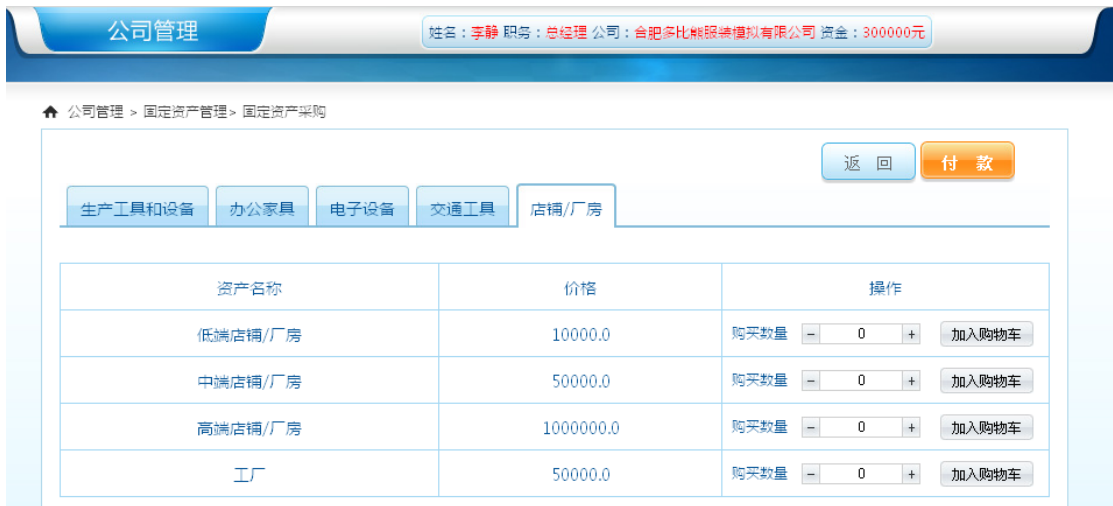 公司管理
姓名：李静 职务：总经理 公司：合肥多比熊服装模拟有限公司 资金：300000元
公司管理 > 固定资产管理> 固定资产采购
返 回 付 款
生产工具和设备 办公家具 电子设备 交通工具 店铺/厂房
资产名称 价格 操作
低端店铺/厂房 10000.0 购买数量 - 0 + 加入购物车
中端店铺/厂房 50000.0 购买数量 - 0 + 加入购物车
高端店铺/厂房 1000000.0 购买数量 - 0 + 加入购物车
工厂 50000.0 购买数量 - 0 + 加入购物车